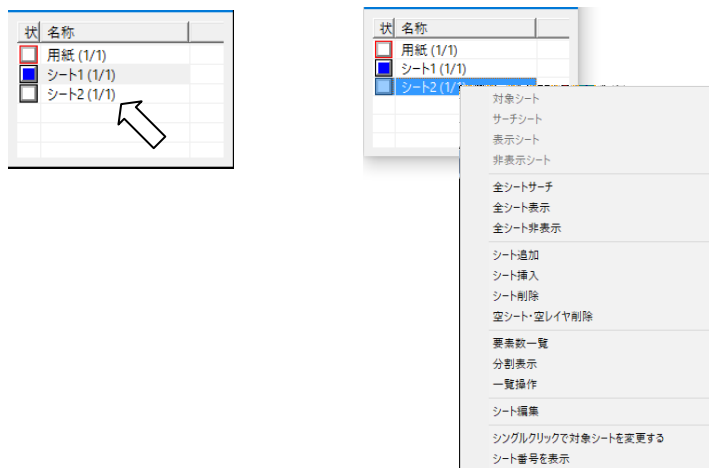 状 名称
用紙 (1/1)
シート1 (1/1)
シート2 (1/1)
状 名称
用紙 (1/1)
シート1 (1/1)
シート2 (1/
対象シート
サーチシート
表示シート
非表示シート
全シートサーチ
全シート表示
全シート非表示
シート追加
シート挿入
シート削除
空シート・空レイヤ削除
要素数一覧
分割表示
一覧操作
シート編集
シングルクリックで対象シートを変更する
シート番号を表示